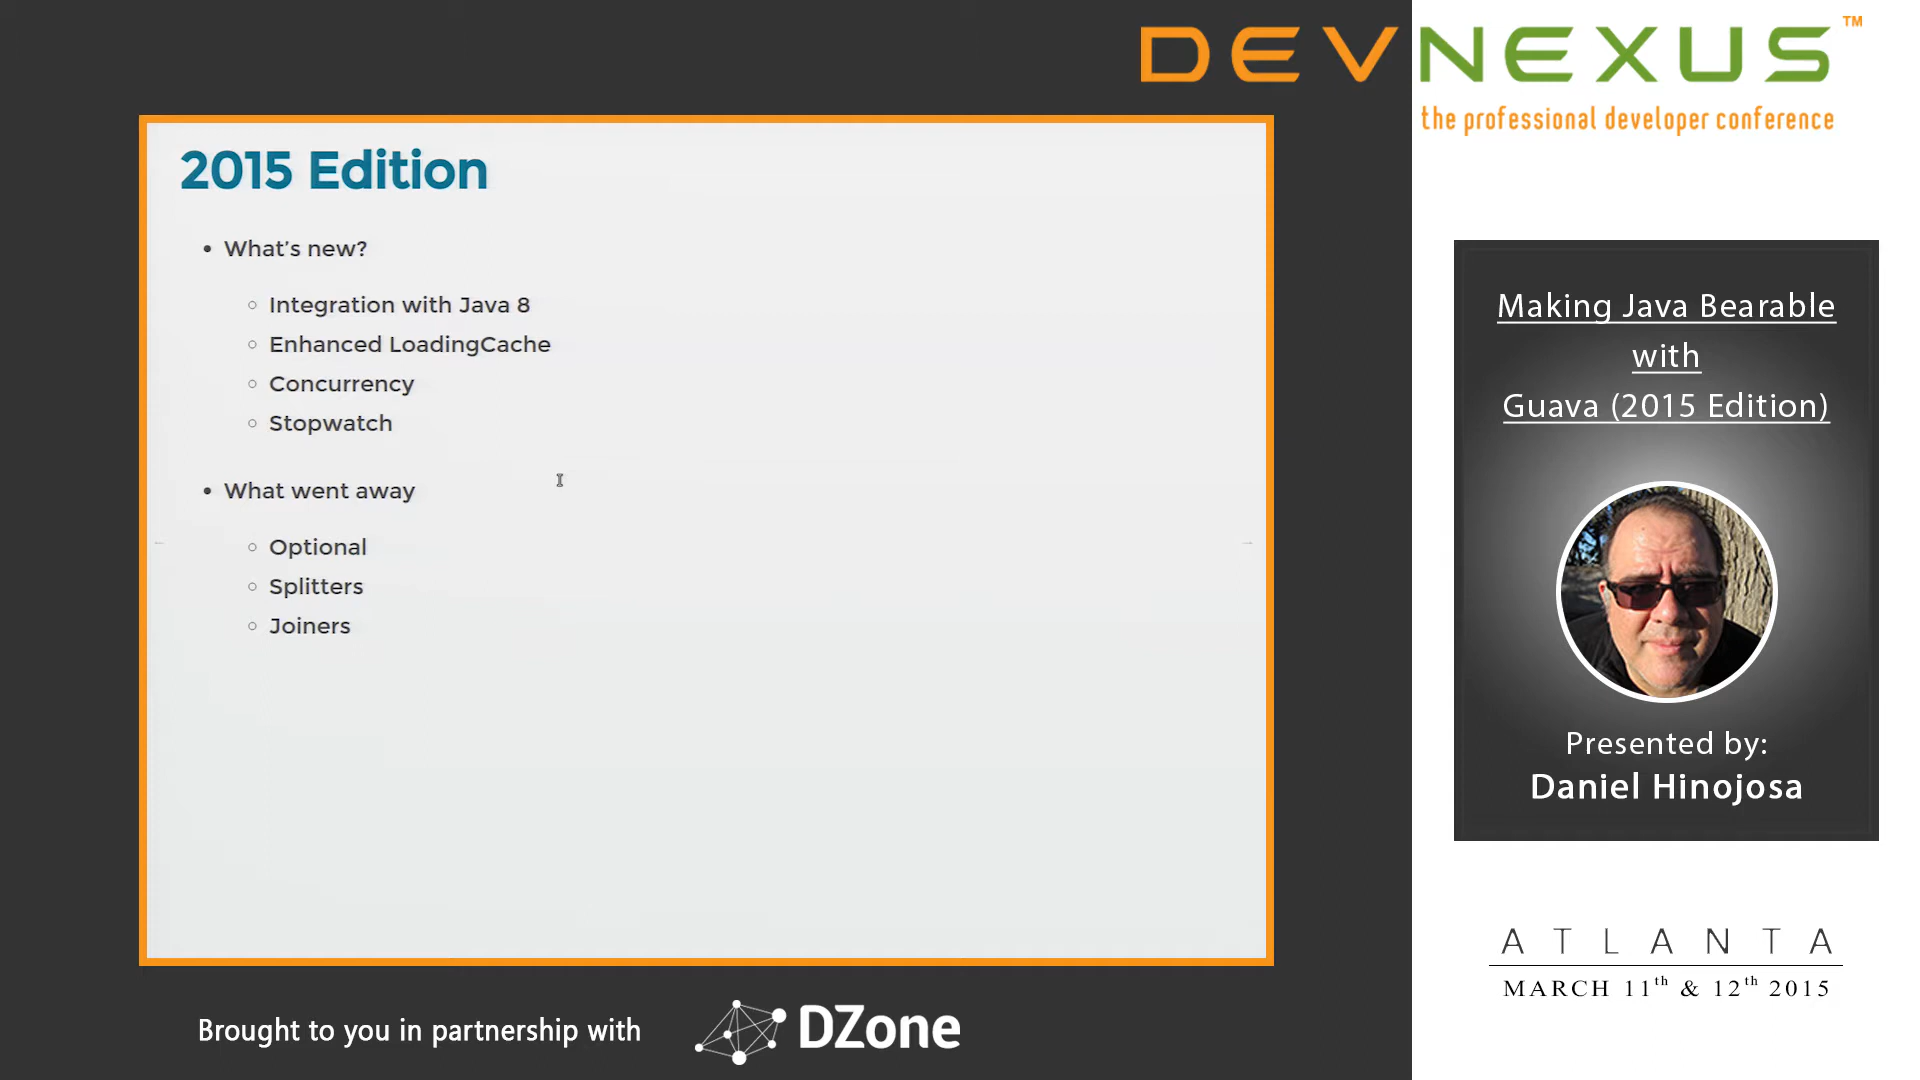 DEVNEXUS™
the professional developer conference
2015 Edition
What's new?
Integration with Java 8
Enhanced LoadingCache
Concurrency
Stopwatch
What went away
Optional
Splitters
Joiners
Making Java Bearable
with
Guava (2015 Edition)
Presented by:
Daniel Hinojosa
ATLANTA
MARCH 11th & 12th 2015
Brought to you in partnership with
DZone